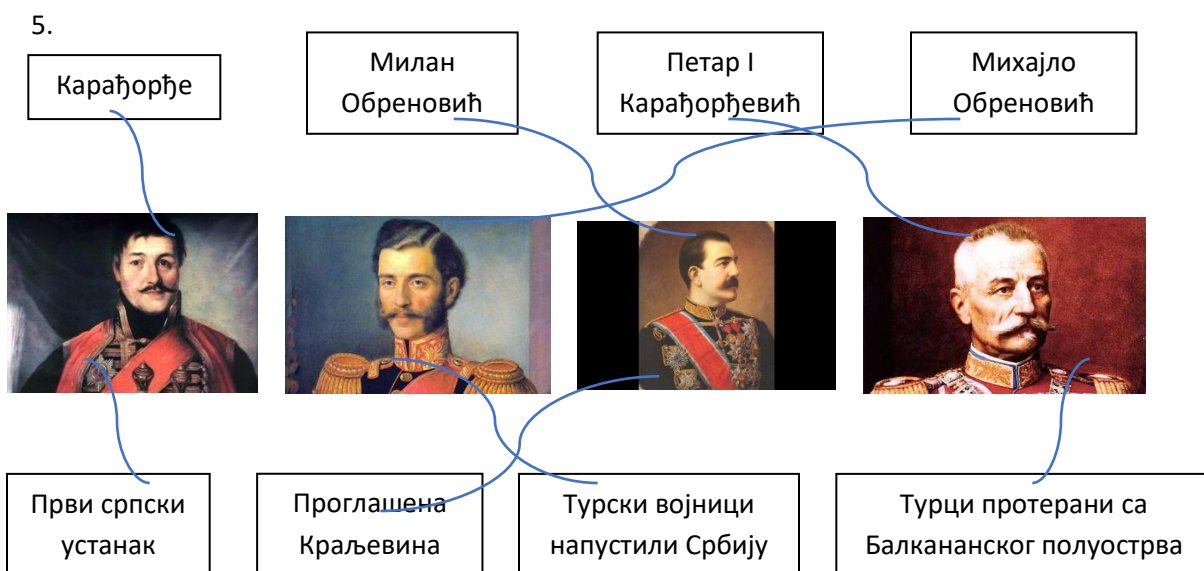 5.
Карађорђе
Милан
Обреновић
Петар I
Карађорђевић
Михајло
Обреновић
Први српски
устанак
Проглашена
Краљевина
Турски војници
напустили Србију
Турци протерани са
Балкананског полуострва